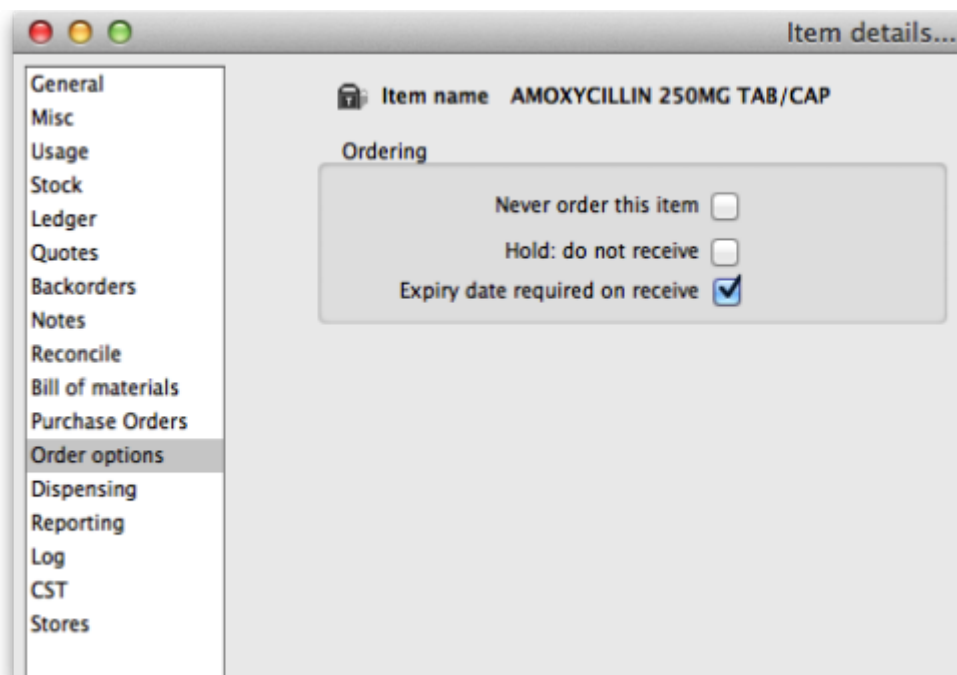 Item details...
General
Misc
Usage
Stock
Ledger
Quotes
Backorders
Notes
Reconcile
Bill of materials
Purchase Orders
Order options
Dispensing
Reporting
Log
CST
Stores
Item name AMOXYCILLIN 250MG TAB/CAP
Ordering
Never order this item
Hold: do not receive
Expiry date required on receive